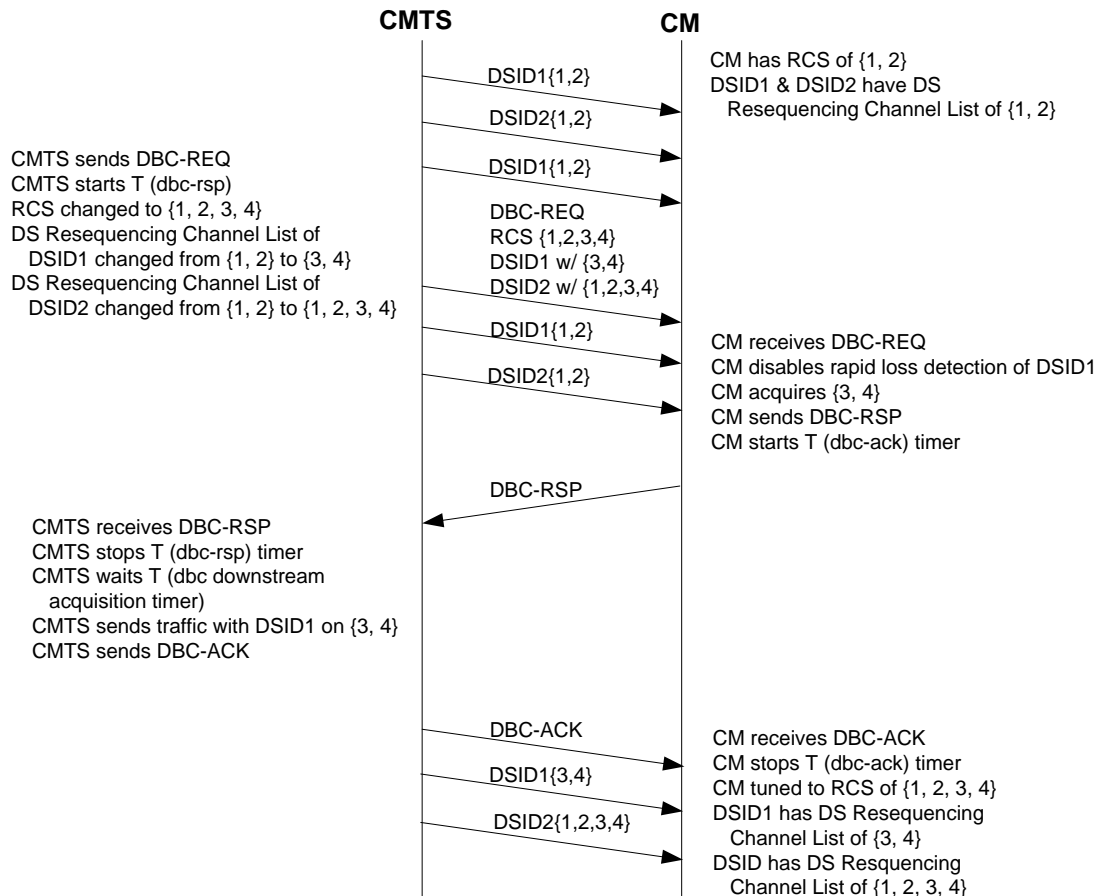 CMTS
CM
DSID1{1,2}
CM has RCS of {1, 2}
DSID1 & DSID2 have DS
Resequencing Channel List of {1, 2}
DSID2{1,2}
DSID1{1,2}
CMTS sends DBC-REQ
CMTS starts T (dbc-rsp)
RCS changed to {1, 2, 3, 4}
DS Resequencing Channel List of
DSID1 changed from {1, 2} to {3, 4}
DS Resequencing Channel List of
DSID2 changed from {1, 2} to {1, 2, 3, 4}
DBC-REQ
RCS {1,2,3,4}
DSID1 w/ {3,4}
DSID2 w/ {1,2,3,4}
DSID1{1,2}
DSID2{1,2}
CM receives DBC-REQ
CM disables rapid loss detection of DSID1
CM acquires {3, 4}
CM sends DBC-RSP
CM starts T (dbc-ack) timer
DBC-RSP
CMTS receives DBC-RSP
CMTS stops T (dbc-rsp) timer
CMTS waits T (dbc downstream
acquisition timer)
CMTS sends traffic with DSID1 on {3, 4}
CMTS sends DBC-ACK
DBC-ACK
DSID1{3,4}
DSID2{1,2,3,4}
CM receives DBC-ACK
CM stops T (dbc-ack) timer
CM tuned to RCS of {1, 2, 3, 4}
DSID1 has DS Resequencing
Channel List of {3, 4}
DSID has DS Resquencing
Channel List of {1, 2, 3, 4}